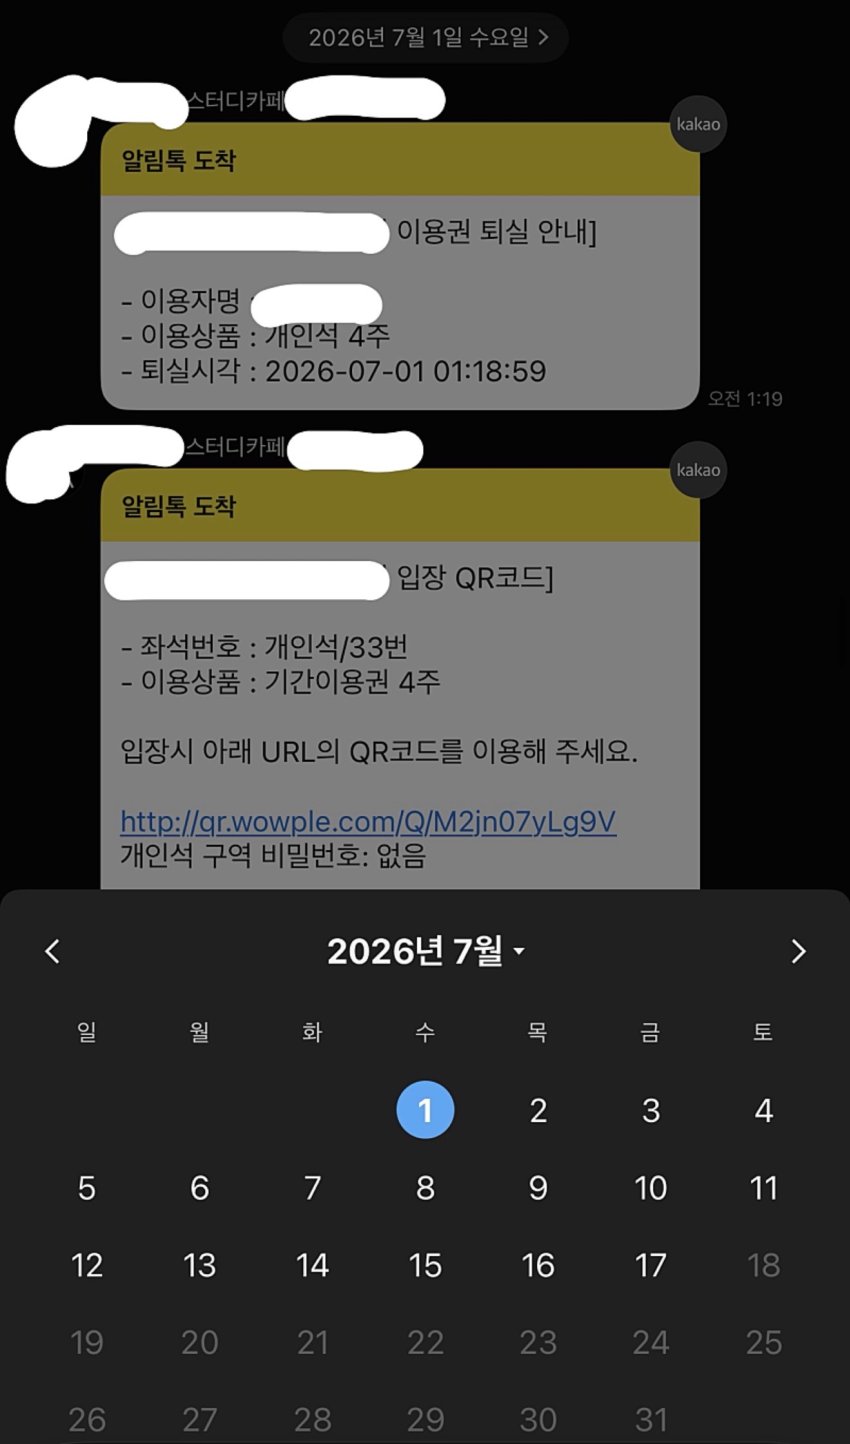 2026년 7월 1일 수요일 >
스터디카페
kakao
알림톡 도착
이용권 퇴실 안내]
- 이용자명 :
- 이용상품 : 개인석 4주
- 퇴실시각 : 2026-07-01 01:18:59
오전 1:19
스터디카페
kakao
알림톡 도착
입장 QR코드]
- 좌석번호 : 개인석/33번
- 이용상품 : 기간이용권 4주
입장시 아래 URL의 QR코드를 이용해 주세요.
http://qr.wowple.com/Q/M2jn07yLg9V
개인석 구역 비밀번호: 없음
2026년 7월
일 월 화 수 목 금 토
1 2 3 4
5 6 7 8 9 10 11
12 13 14 15 16 17 18
19 20 21 22 23 24 25
26 27 28 29 30 31